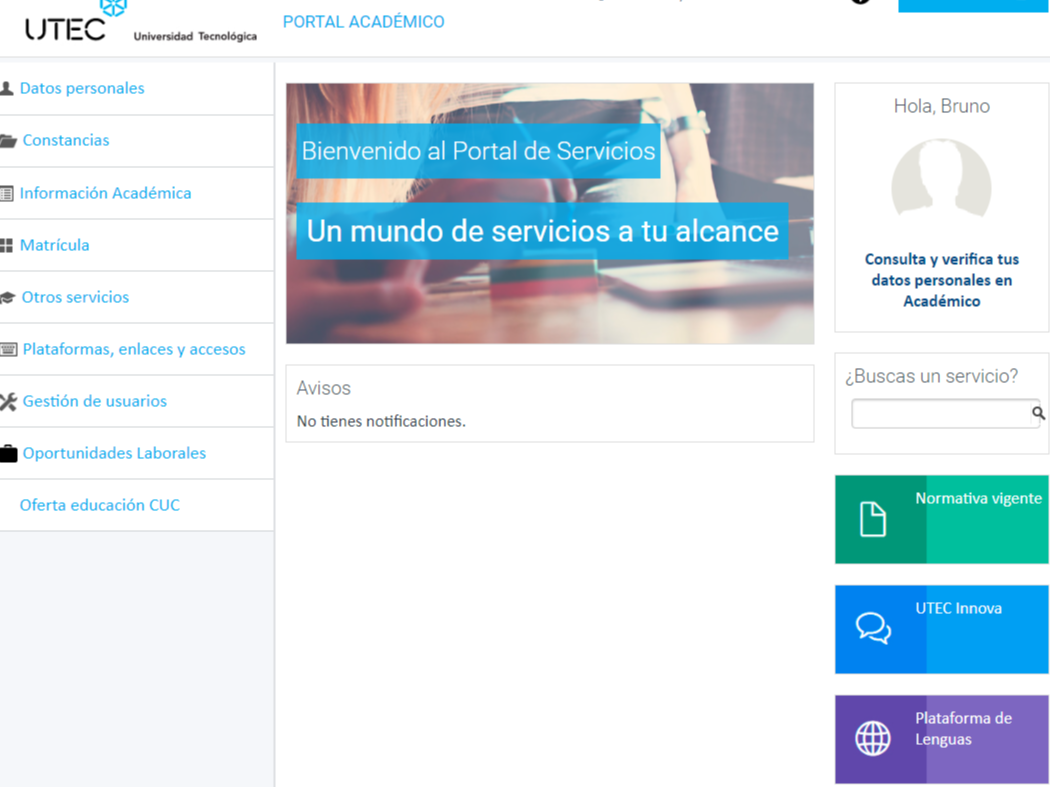 UTEC Universidad Tecnológica
PORTAL ACADÉMICO
Datos personales
Constancias
Información Académica
Matrícula
Otros servicios
Plataformas, enlaces y accesos
Gestión de usuarios
Oportunidades Laborales
Oferta educación CUC
Bienvenido al Portal de Servicios
Un mundo de servicios a tu alcance
Avisos
No tienes notificaciones.
Hola, Bruno
Consulta y verifica tus
datos personales en
Académico
¿Buscas un servicio?
Normativa vigente
UTEC Innova
Plataforma de
Lenguas